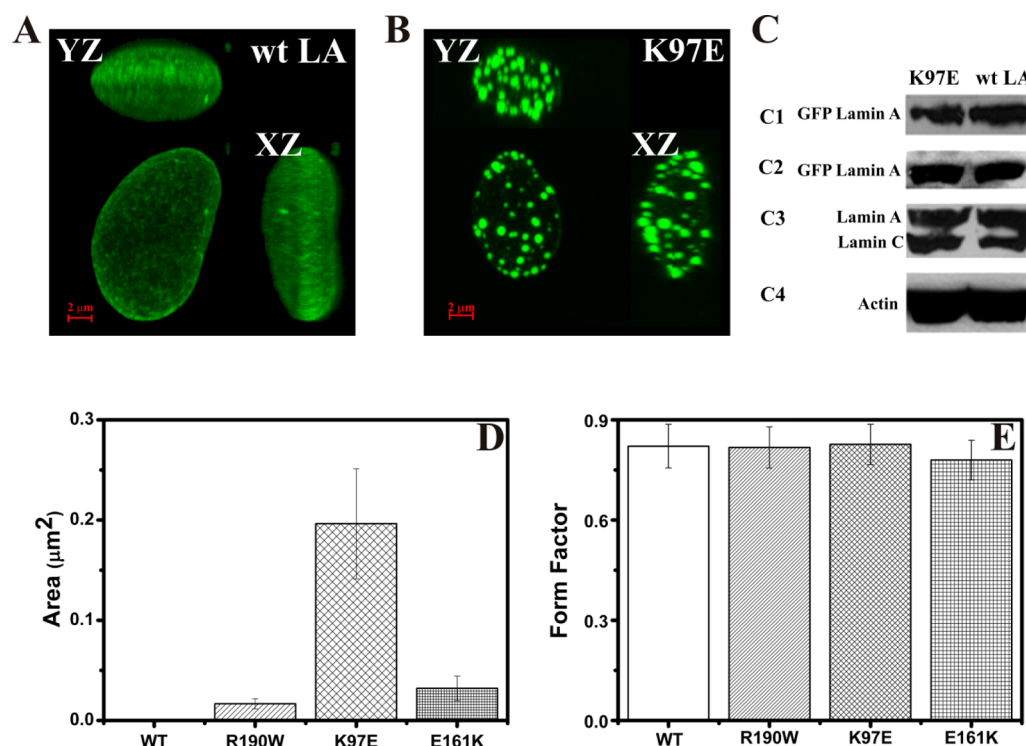 A
YZ
wt LA
XZ
2 μm
B
YZ
K97E
XZ
2 μm
C
K97E wt LA
C1 GFP Lamin A
C2 GFP Lamin A
C3 Lamin A
Lamin C
C4 Actin
D
0.3
0.2
0.1
0.0
Area (μm²)
WT R190W K97E E161K
E
0.9
0.6
0.3
0.0
Form Factor
WT R190W K97E E161K